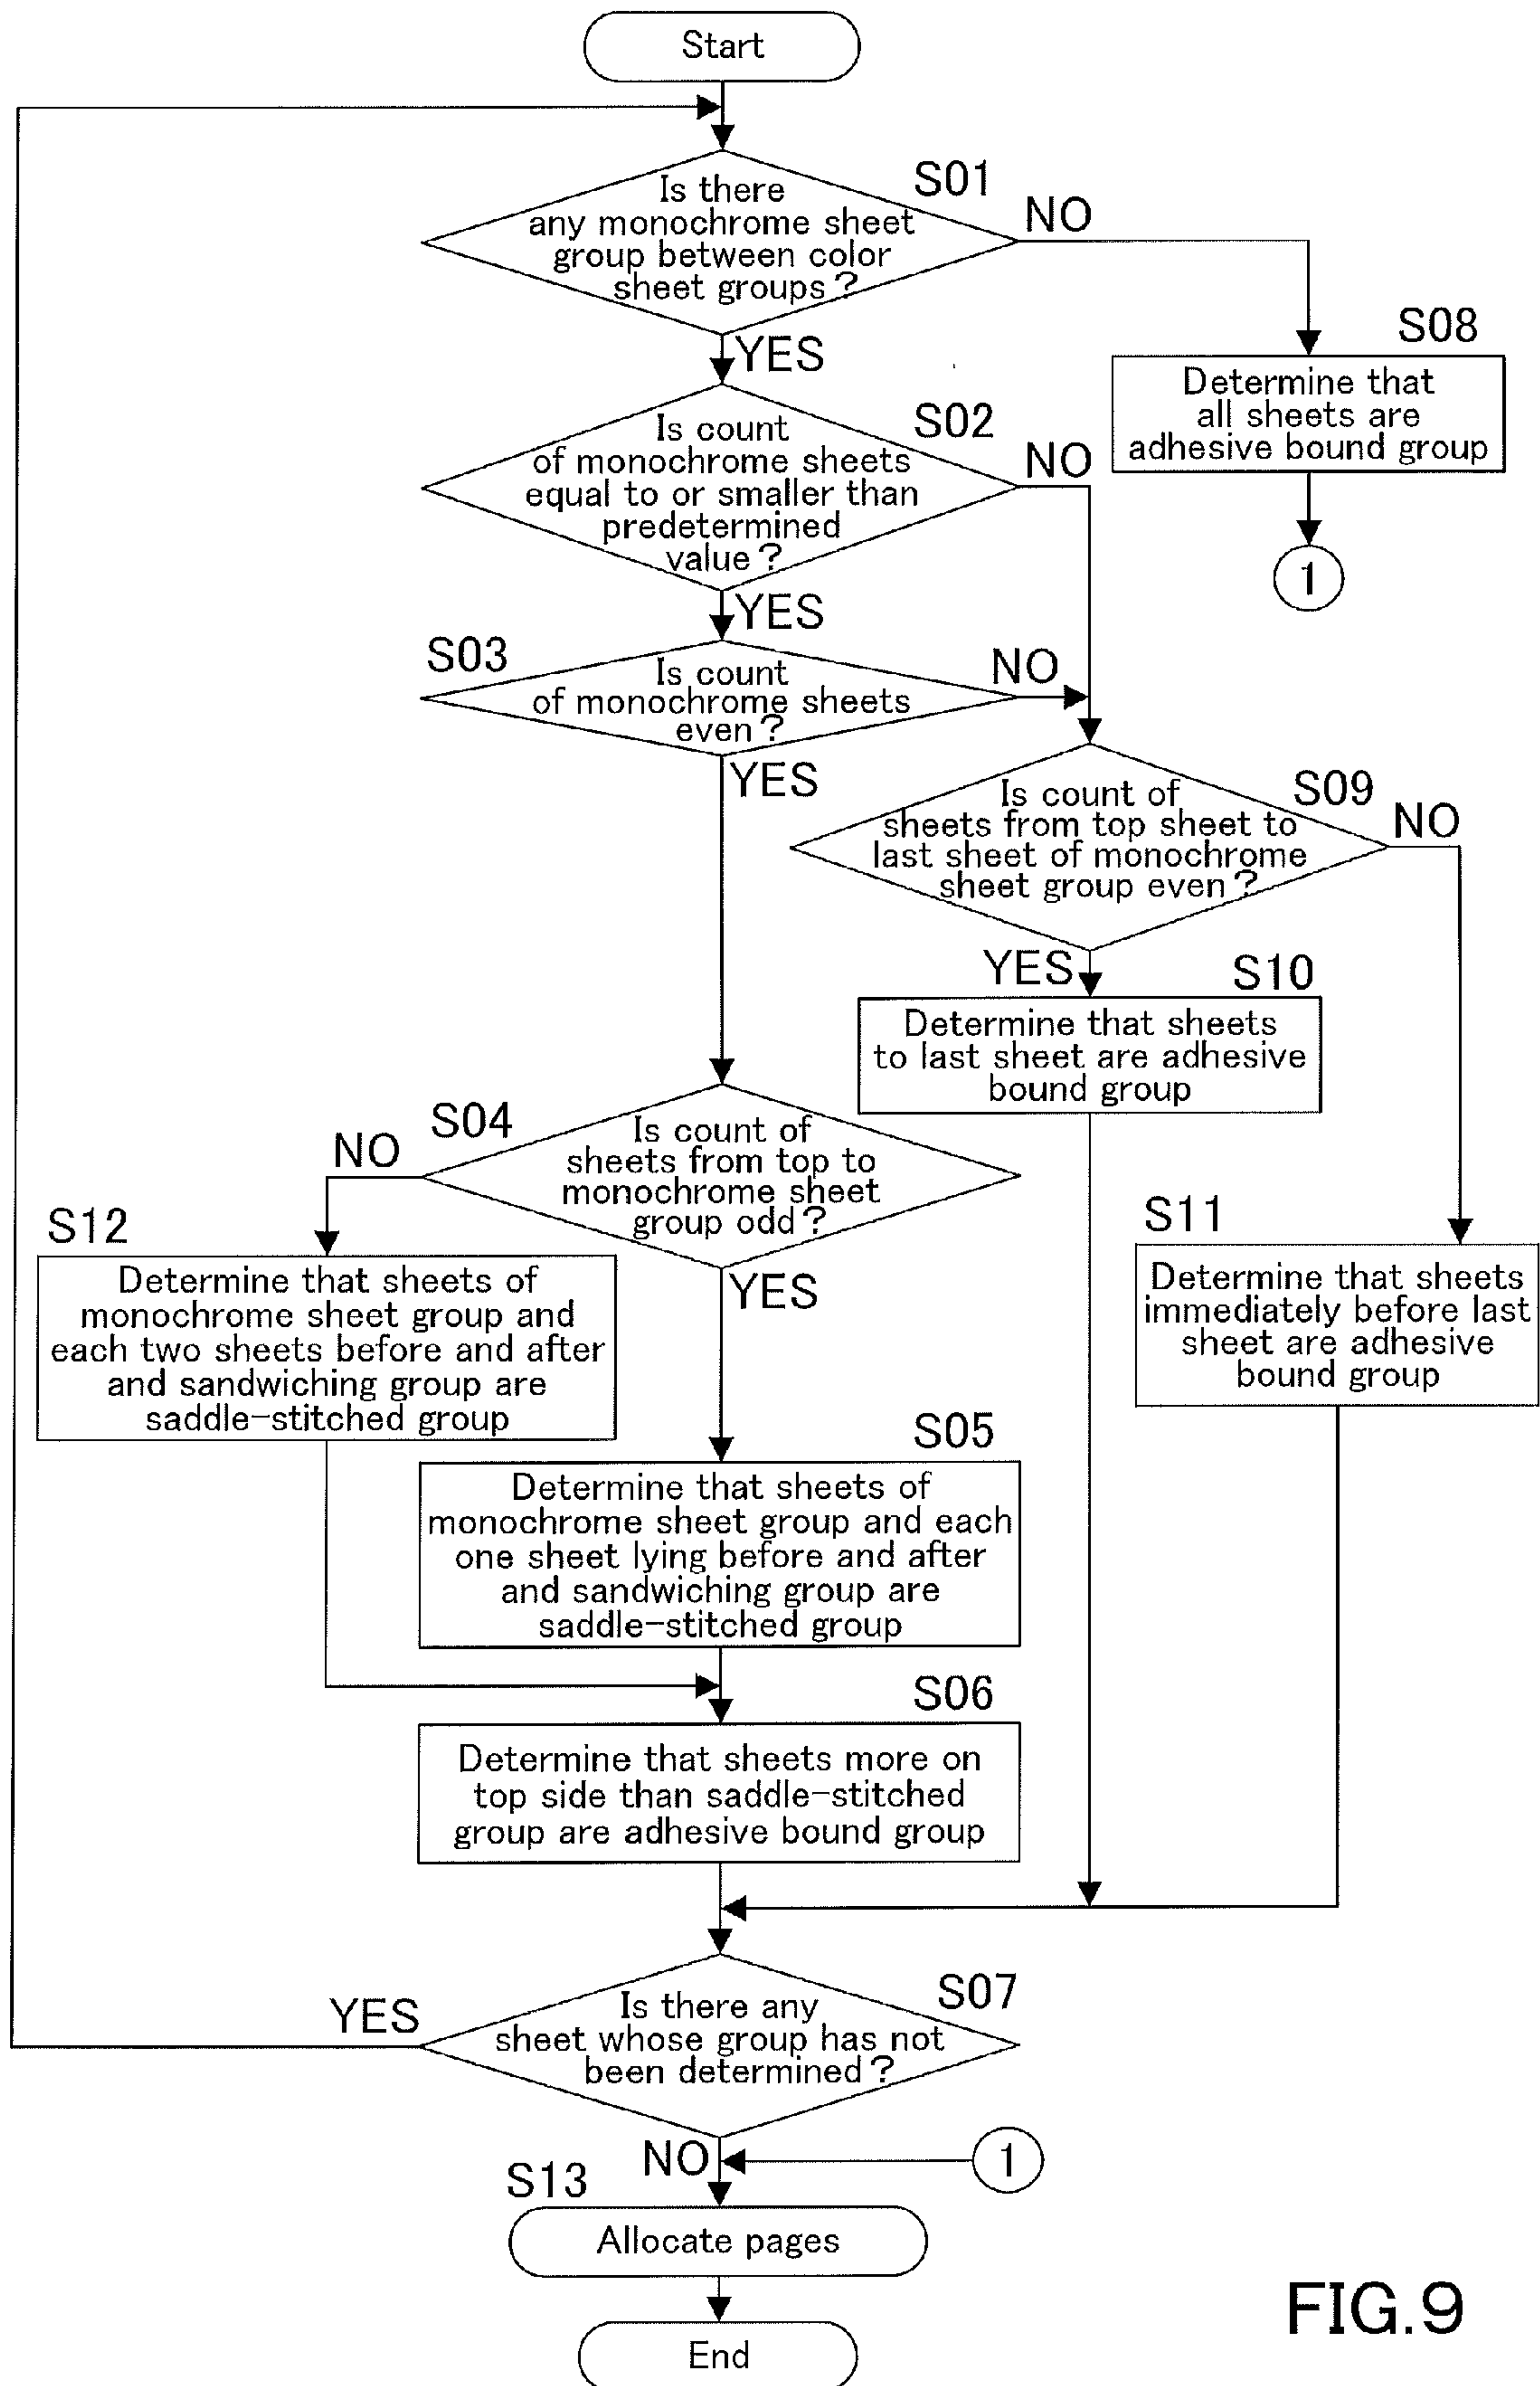 Start
S01
Is there
any monochrome sheet
group between color
sheet groups?
NO
YES
S08
Determine that
all sheets are
adhesive bound group
1
S02
Is count
of monochrome sheets
equal to or smaller than
predetermined
value?
NO
YES
S03
Is count
of monochrome sheets
even?
NO
YES
S09
Is count of
sheets from top sheet to
last sheet of monochrome
sheet group even?
NO
YES
S10
Determine that sheets
to last sheet are adhesive
bound group
S04
Is count of
sheets from top to
monochrome sheet
group odd?
NO
YES
S12
Determine that sheets of
monochrome sheet group and
each two sheets before and after
and sandwiching group are
saddle-stitched group
S11
Determine that sheets
immediately before last
sheet are adhesive
bound group
S05
Determine that sheets of
monochrome sheet group and each
one sheet lying before and after
and sandwiching group are
saddle-stitched group
S06
Determine that sheets more on
top side than saddle-stitched
group are adhesive bound group
S07
Is there any
sheet whose group has not
been determined?
YES
NO
1
S13
Allocate pages
End
FIG.9